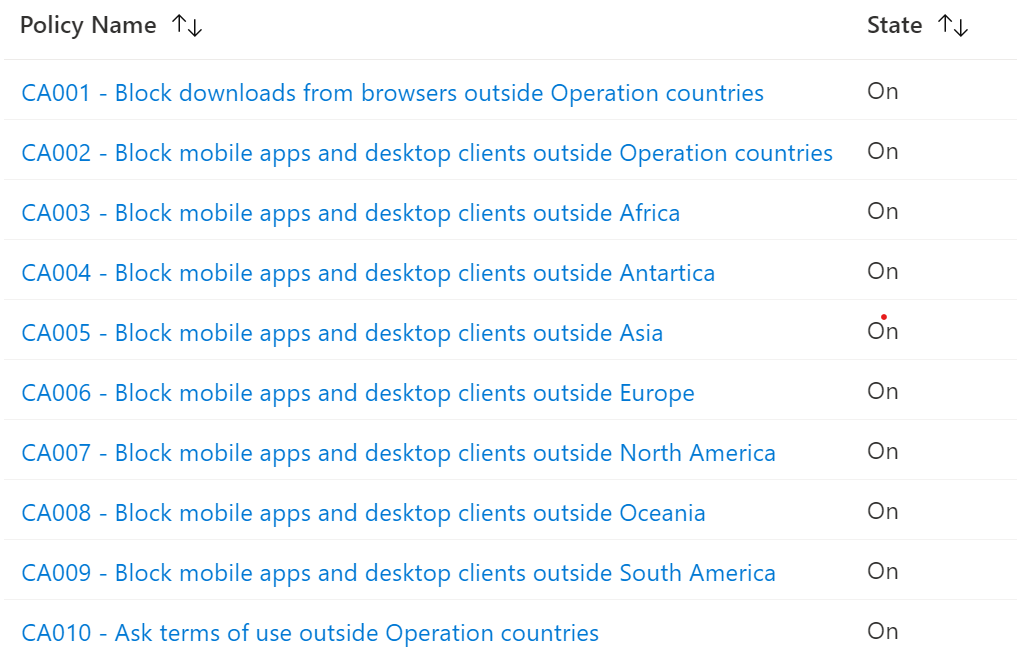 Policy Name ↑↓ State ↑↓
CA001 - Block downloads from browsers outside Operation countries On
CA002 - Block mobile apps and desktop clients outside Operation countries On
CA003 - Block mobile apps and desktop clients outside Africa On
CA004 - Block mobile apps and desktop clients outside Antartica On
CA005 - Block mobile apps and desktop clients outside Asia On
CA006 - Block mobile apps and desktop clients outside Europe On
CA007 - Block mobile apps and desktop clients outside North America On
CA008 - Block mobile apps and desktop clients outside Oceania On
CA009 - Block mobile apps and desktop clients outside South America On
CA010 - Ask terms of use outside Operation countries On